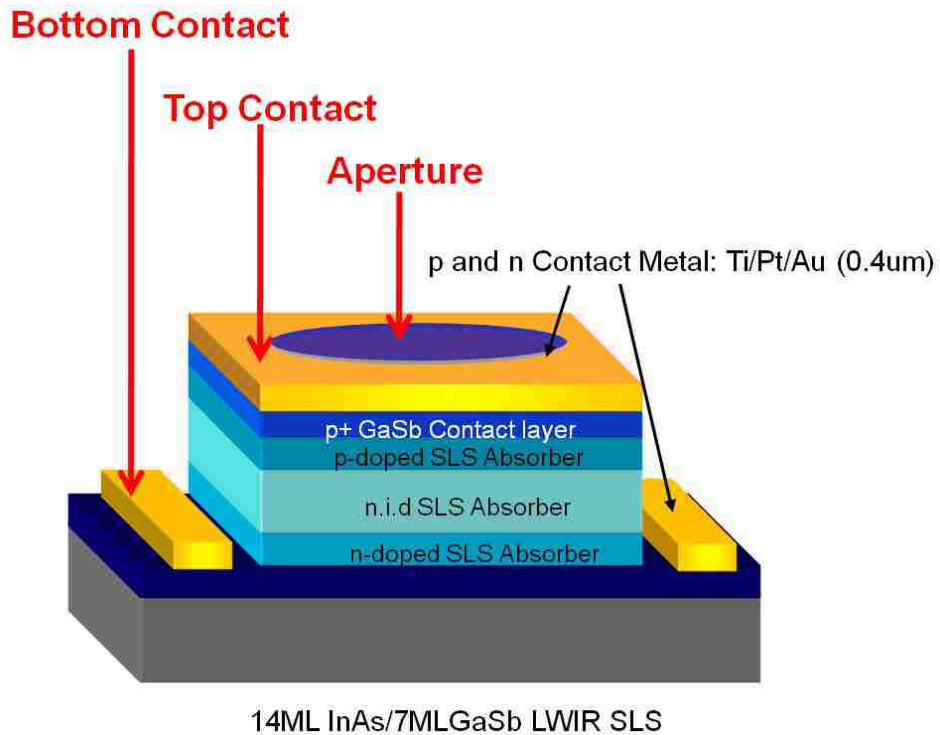 Bottom Contact
Top Contact
Aperture
p and n Contact Metal: Ti/Pt/Au (0.4um)
p+ GaSb Contact layer
p-doped SLS Absorber
n.i.d SLS Absorber
n-doped SLS Absorber
14ML InAs/7MLGaSb LWIR SLS